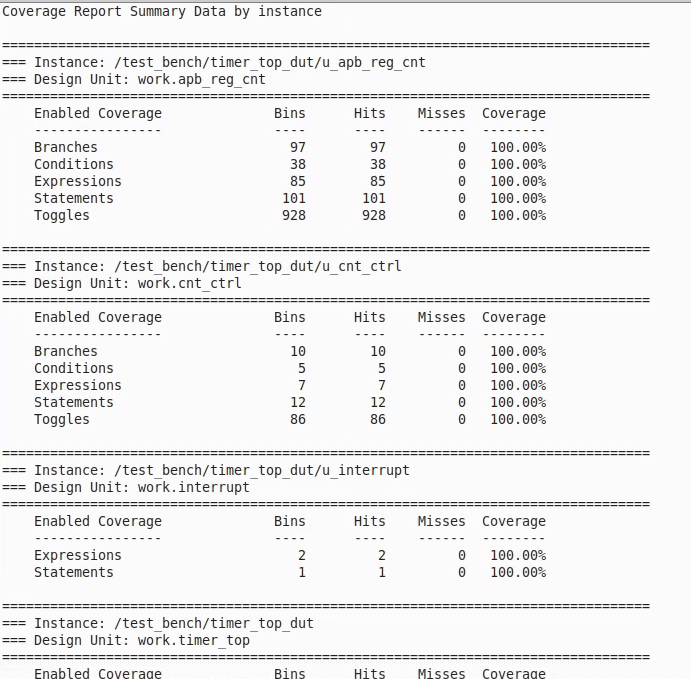 Coverage Report Summary Data by instance
=================================================================================
=== Instance: /test_bench/timer_top_dut/u_apb_reg_cnt
=== Design Unit: work.apb_reg_cnt
=================================================================================
    Enabled Coverage              Bins      Hits    Misses  Coverage
    ----------------              ----      ----    ------  --------
    Branches                        97        97         0   100.00%
    Conditions                      38        38         0   100.00%
    Expressions                     85        85         0   100.00%
    Statements                     101       101         0   100.00%
    Toggles                        928       928         0   100.00%
=================================================================================
=== Instance: /test_bench/timer_top_dut/u_cnt_ctrl
=== Design Unit: work.cnt_ctrl
=================================================================================
    Enabled Coverage              Bins      Hits    Misses  Coverage
    ----------------              ----      ----    ------  --------
    Branches                        10        10         0   100.00%
    Conditions                       5         5         0   100.00%
    Expressions                      7         7         0   100.00%
    Statements                      12        12         0   100.00%
    Toggles                         86        86         0   100.00%
=================================================================================
=== Instance: /test_bench/timer_top_dut/u_interrupt
=== Design Unit: work.interrupt
=================================================================================
    Enabled Coverage              Bins      Hits    Misses  Coverage
    ----------------              ----      ----    ------  --------
    Expressions                      2         2         0   100.00%
    Statements                       1         1         0   100.00%
=================================================================================
=== Instance: /test_bench/timer_top_dut
=== Design Unit: work.timer_top
=================================================================================
    Enabled Coverage              Bins      Hits    Misses  Coverage